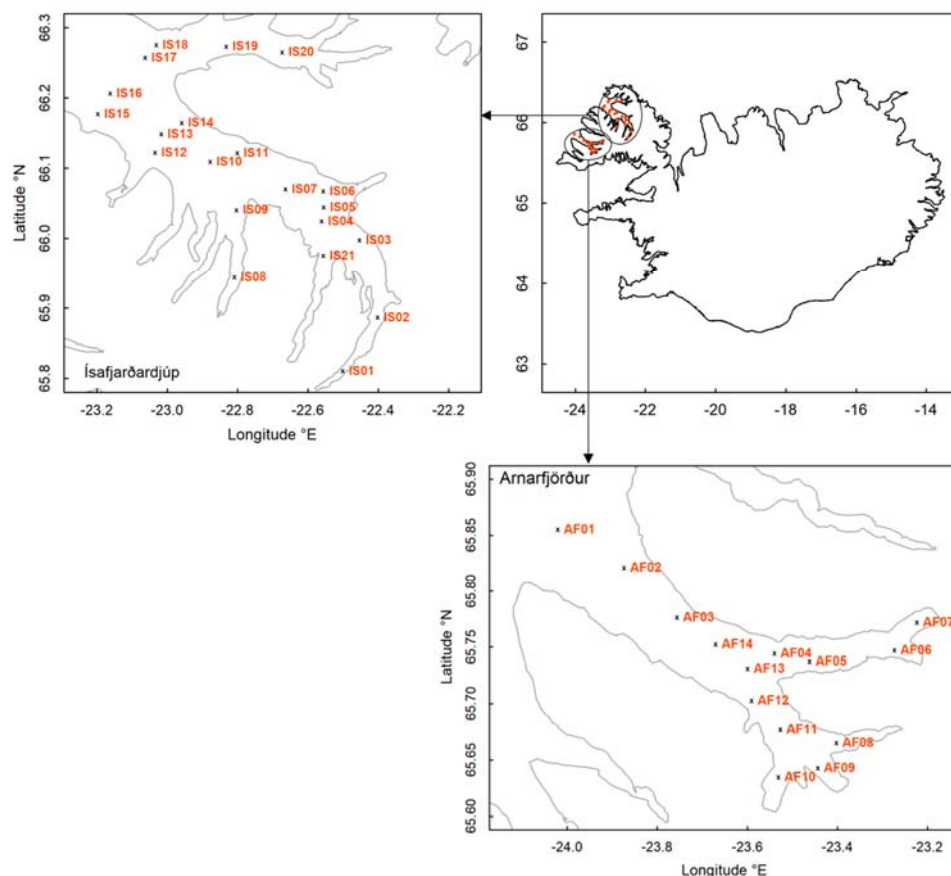 66.3
66.2
66.1
66.0
65.9
65.8
Latitude °N
IS18
IS19
IS17
IS20
IS16
IS15
IS14
IS13
IS12
IS11
IS10
IS07
IS06
IS05
IS09
IS04
IS03
IS21
IS08
IS02
IS01
Ísafjarðardjúp
-23.2
-23.0
-22.8
-22.6
-22.4
-22.2
Longitude °E
67
66
65
64
63
-24
-22
-20
-18
-16
-14
Arnarfjörður
65.90
65.85
65.80
65.75
65.70
65.65
65.60
Latitude °N
AF01
AF02
AF03
AF07
AF14
AF04
AF06
AF05
AF13
AF12
AF11
AF08
AF09
AF10
-24.0
-23.8
-23.6
-23.4
-23.2
Longitude °E